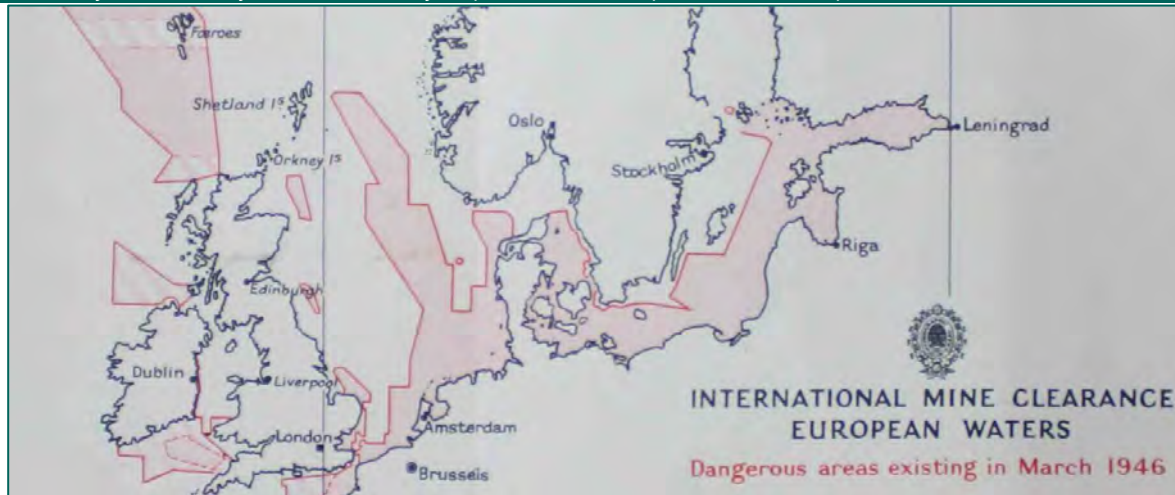 Faeroes
Shetland Iˢ
Orkney Iˢ
Oslo
Stockholm
Leningrad
Riga
Edinburgh
Dublin
Liverpool
London
Amsterdam
Brussels
INTERNATIONAL MINE CLEARANCE
EUROPEAN WATERS
Dangerous areas existing in March 1946